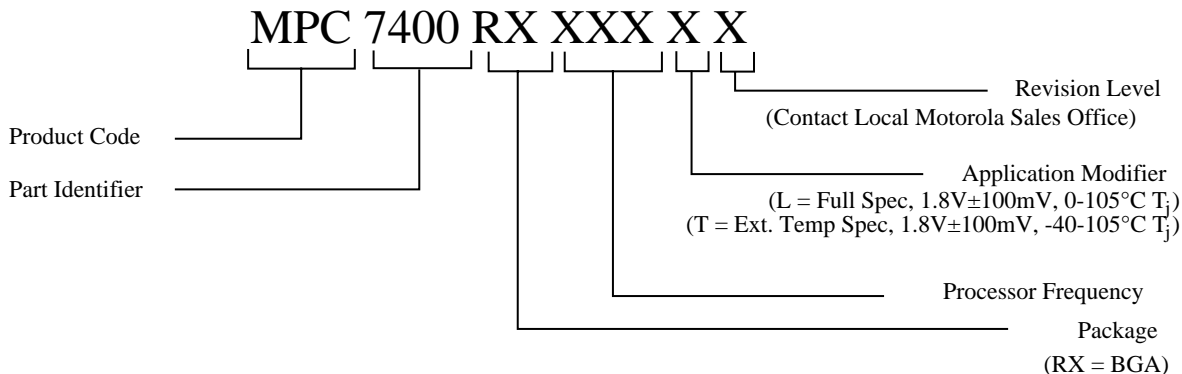 MPC 7400 RX XXX X X
Revision Level
(Contact Local Motorola Sales Office)
Product Code
Application Modifier
Part Identifier
(L = Full Spec, 1.8V±100mV, 0-105°C Tj)
(T = Ext. Temp Spec, 1.8V±100mV, -40-105°C Tj)
Processor Frequency
Package
(RX = BGA)